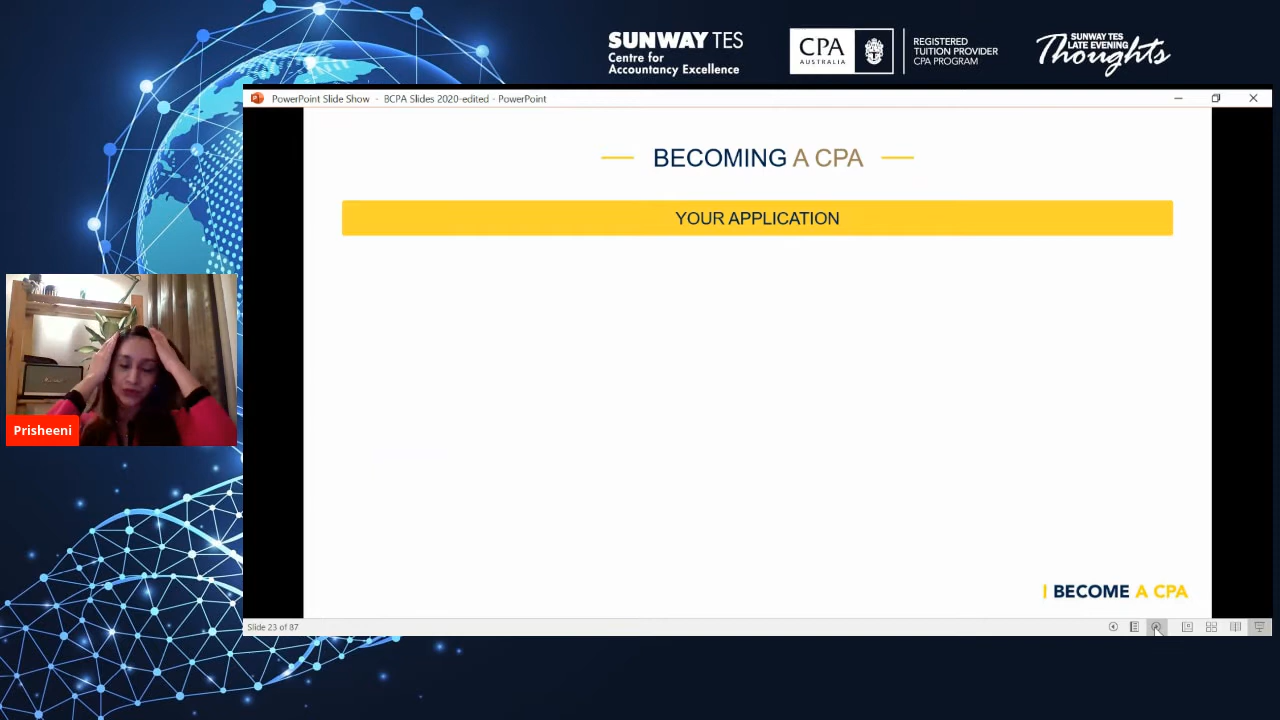 SUNWAY TES
Centre for
Accountancy Excellence
CPA
AUSTRALIA
REGISTERED
TUITION PROVIDER
CPA PROGRAM
SUNWAY TES
LATE EVENING
Thoughts
PowerPoint Slide Show - BCPA Slides 2020-edited - PowerPoint
BECOMING A CPA
YOUR APPLICATION
Prisheeni
BECOME A CPA
Slide 23 of 87